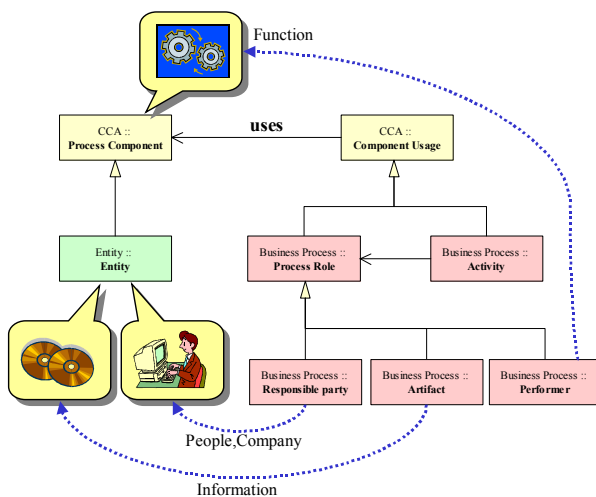 Function
CCA ::
Process Component
uses
CCA ::
Component Usage
Entity ::
Entity
Business Process ::
Process Role
Business Process ::
Activity
Business Process ::
Responsible party
Business Process ::
Artifact
Business Process ::
Performer
People,Company
Information